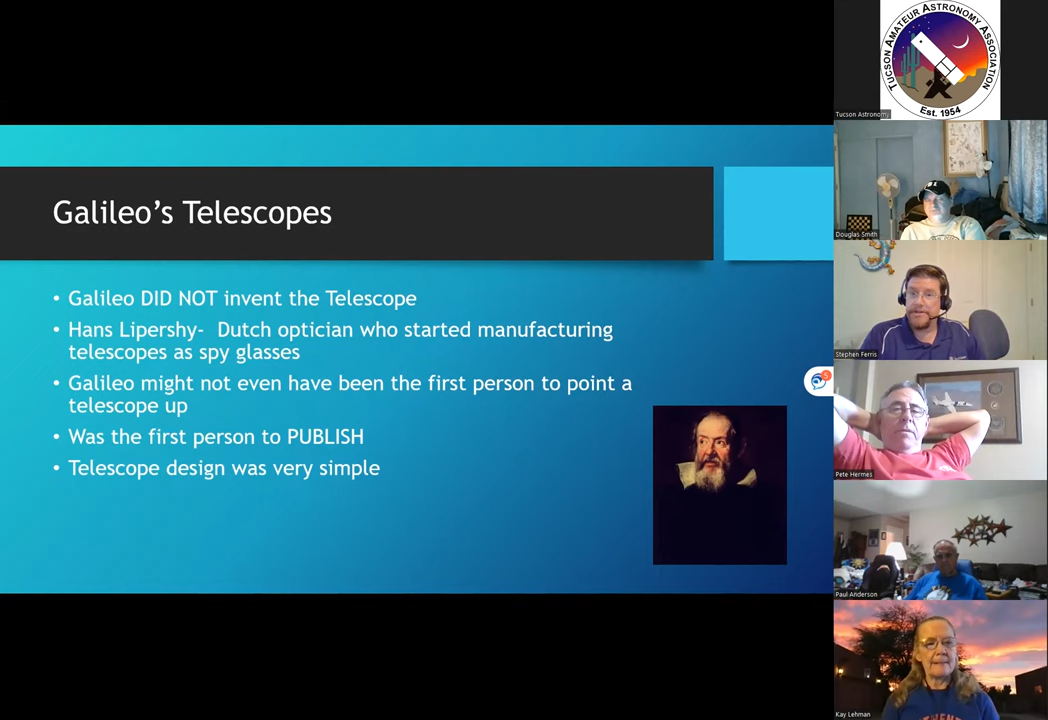 Galileo's Telescopes
• Galileo DID NOT invent the Telescope
• Hans Lipershy- Dutch optician who started manufacturing
telescopes as spy glasses
• Galileo might not even have been the first person to point a
telescope up
• Was the first person to PUBLISH
• Telescope design was very simple
TUCSON AMATEUR ASTRONOMY ASSOCIATION
Est. 1954
Tucson Astronomy
Douglas Smith
Stephen Ferris
Pete Hermes
Paul Anderson
Kay Lehman